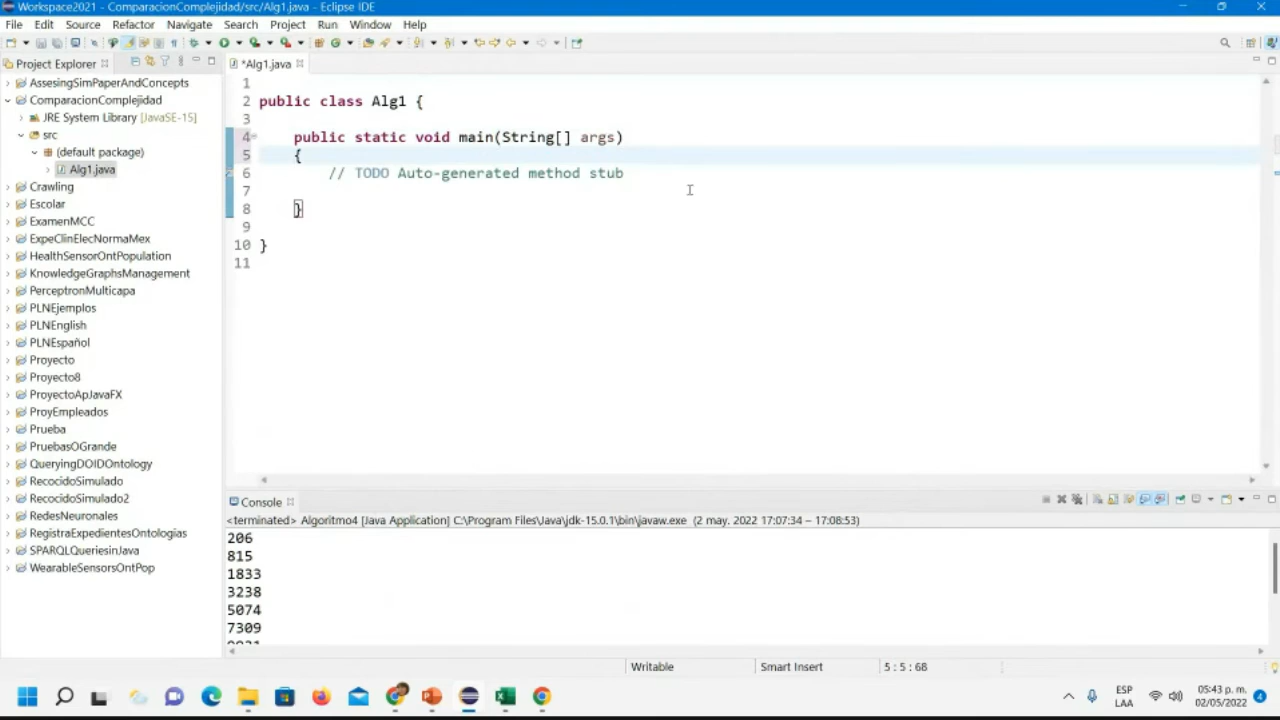 Workspace2021 - ComparacionComplejidad/src/Alg1.java - Eclipse IDE
File Edit Source Refactor Navigate Search Project Run Window Help
Project Explorer
*Alg1.java
AssesingSimPaperAndConcepts
ComparacionComplejidad
JRE System Library [JavaSE-15]
src
(default package)
Alg1.java
Crawling
Escolar
ExamenMCC
ExpeClinElecNormaMex
HealthSensorOntPopulation
KnowledgeGraphsManagement
PerceptronMulticapa
PLNEjemplos
PLNEnglish
PLNEspañol
Proyecto
Proyecto8
ProyectoApJavaFX
ProyEmpleados
Prueba
PruebasOGrande
QueryingDOIDOntology
RecocidoSimulado
RecocidoSimulado2
RedesNeuronales
RegistraExpedientesOntologias
SPARQLQueriesinJava
WearableSensorsOntPop
1
2 public class Alg1 {
3
4 public static void main(String[] args)
5 {
6 // TODO Auto-generated method stub
7
8 }
9
10 }
11
Console
<terminated> Algoritmo4 [Java Application] C:\Program Files\Java\jdk-15.0.1\bin\javaw.exe (2 may. 2022 17:07:34 – 17:08:53)
206
815
1833
3238
5074
7309
Writable Smart Insert 5 : 5 : 68
ESP
LAA
05:43 p. m.
02/05/2022
4